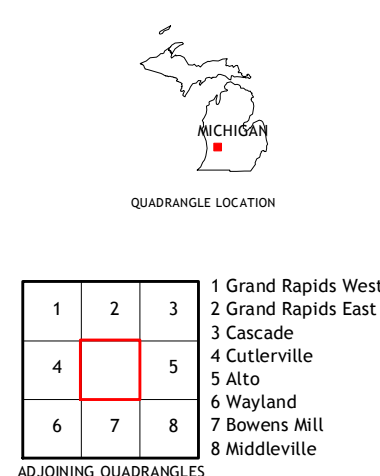 MICHIGAN
QUADRANGLE LOCATION
1 2 3
4 5
6 7 8
1 Grand Rapids West
2 Grand Rapids East
3 Cascade
4 Cutlerville
5 Alto
6 Wayland
7 Bowens Mill
8 Middleville
ADJOINING QUADRANGLES